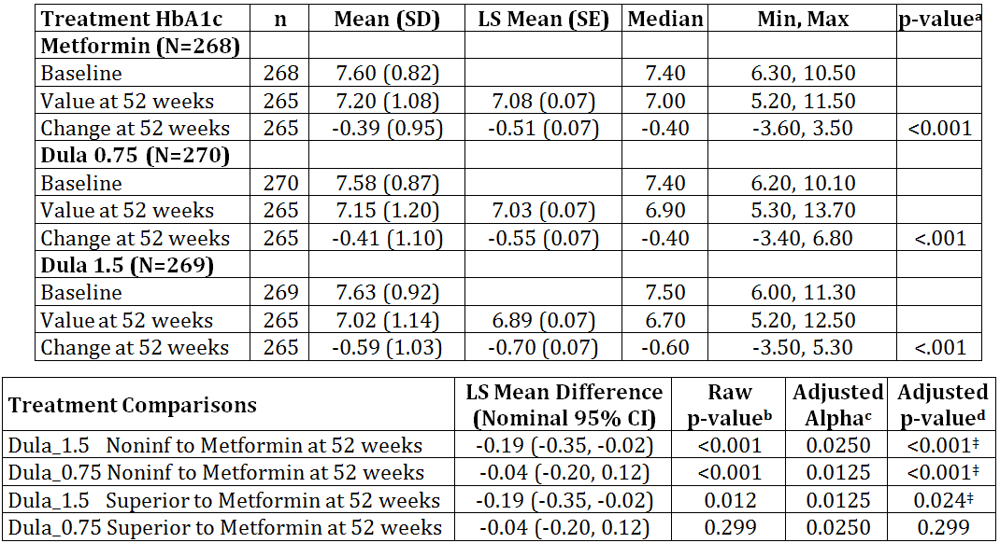 Treatment HbA1c n Mean (SD) LS Mean (SE) Median Min, Max p-valueᵃ
Metformin (N=268)
Baseline 268 7.60 (0.82) 7.40 6.30, 10.50
Value at 52 weeks 265 7.20 (1.08) 7.08 (0.07) 7.00 5.20, 11.50
Change at 52 weeks 265 -0.39 (0.95) -0.51 (0.07) -0.40 -3.60, 3.50 <0.001
Dula 0.75 (N=270)
Baseline 270 7.58 (0.87) 7.40 6.20, 10.10
Value at 52 weeks 265 7.15 (1.20) 7.03 (0.07) 6.90 5.30, 13.70
Change at 52 weeks 265 -0.41 (1.10) -0.55 (0.07) -0.40 -3.40, 6.80 <.001
Dula 1.5 (N=269)
Baseline 269 7.63 (0.92) 7.50 6.00, 11.30
Value at 52 weeks 265 7.02 (1.14) 6.89 (0.07) 6.70 5.20, 12.50
Change at 52 weeks 265 -0.59 (1.03) -0.70 (0.07) -0.60 -3.50, 5.30 <.001
Treatment Comparisons LS Mean Difference Raw Adjusted Adjusted
(Nominal 95% CI) p-valueᵇ Alphaᶜ p-valueᵈ
Dula_1.5 Noninf to Metformin at 52 weeks -0.19 (-0.35, -0.02) <0.001 0.0250 <0.001‡
Dula_0.75 Noninf to Metformin at 52 weeks -0.04 (-0.20, 0.12) <0.001 0.0125 <0.001‡
Dula_1.5 Superior to Metformin at 52 weeks -0.19 (-0.35, -0.02) 0.012 0.0125 0.024‡
Dula_0.75 Superior to Metformin at 52 weeks -0.04 (-0.20, 0.12) 0.299 0.0250 0.299